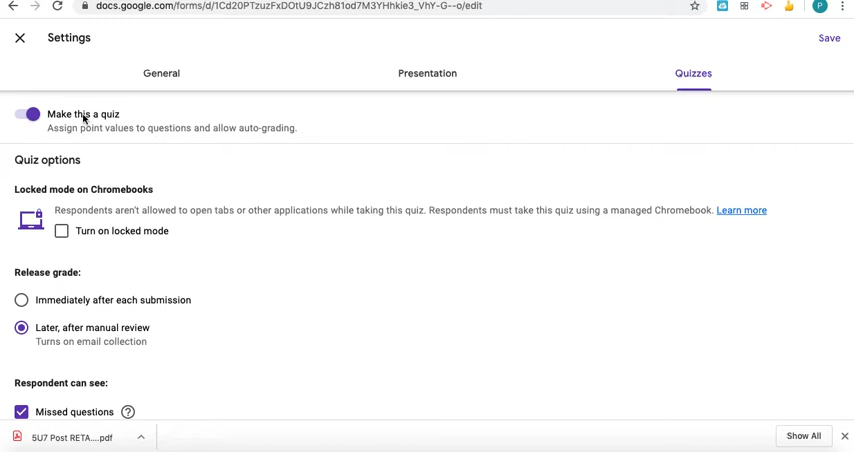 docs.google.com/forms/d/1Cd20PTzuzFxDOtU9JCzh81od7M3YHhkie3_VhY-G--o/edit
P
Settings
Save
General
Presentation
Quizzes
Make this a quiz
Assign point values to questions and allow auto-grading.
Quiz options
Locked mode on Chromebooks
Respondents aren't allowed to open tabs or other applications while taking this quiz. Respondents must take this quiz using a managed Chromebook. Learn more
Turn on locked mode
Release grade:
Immediately after each submission
Later, after manual review
Turns on email collection
Respondent can see:
Missed questions
5U7 Post RETA....pdf
Show All